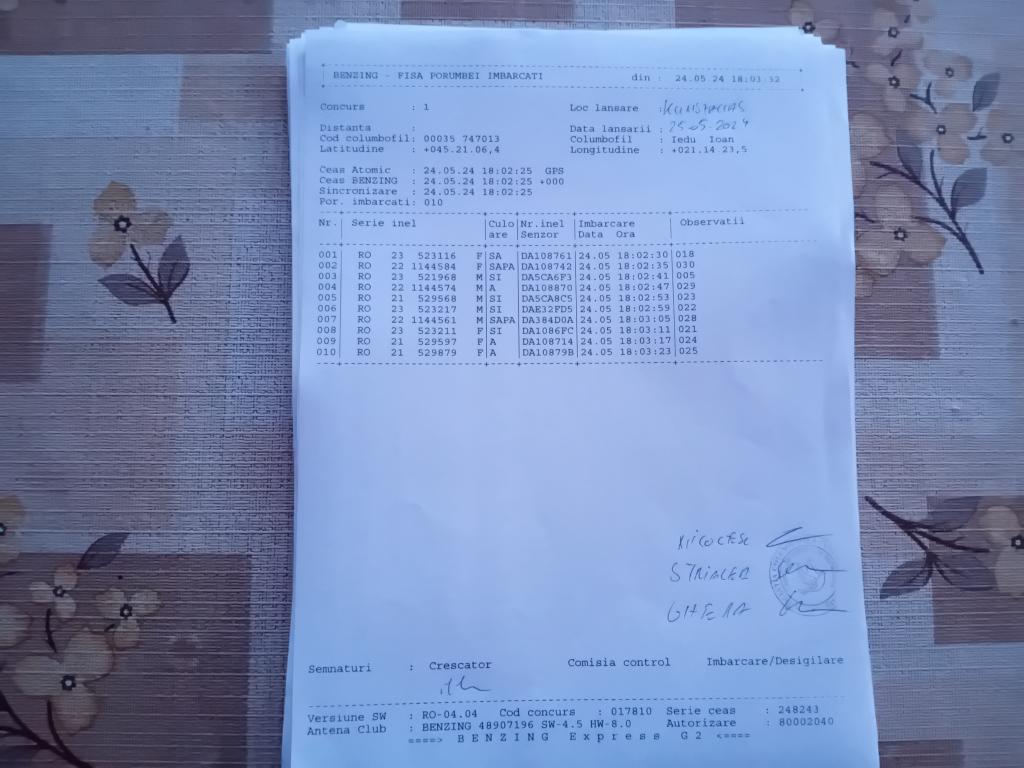 BENZING - FISA PORUMBEI IMBARCATI din : 24.05.24 18:03:32
Concurs : 1 Loc lansare :
Distanta : Data lansarii : 25-05-2024
Cod columbofil: 00035 747013 Columbofil : Iedu Ioan
Latitudine : +045.21.06,4 Longitudine : +021.14 23,5
Ceas Atomic : 24.05.24 18:02:25 GPS
Ceas BENZING : 24.05.24 18:02:25 +000
Sincronizare : 24.05.24 18:02:25
Por. imbarcati: 010
Nr. Serie inel Culo Nr.inel Imbarcare Observatii
are Senzor Data Ora
001 RO 23 523116 F SA DA108761 24.05 18:02:30 018
002 RO 22 1144584 F SAPA DA108742 24.05 18:02:35 030
003 RO 23 521968 M SI DA5CA6F3 24.05 18:02:41 005
004 RO 22 1144574 M A DA108870 24.05 18:02:47 029
005 RO 21 529568 M SI DA5CA8C5 24.05 18:02:53 023
006 RO 23 523217 M SI DAE32FD5 24.05 18:02:59 022
007 RO 22 1144561 M SAPA DA384D0A 24.05 18:03:05 028
008 RO 23 523211 F SI DA1086FC 24.05 18:03:11 021
009 RO 21 529597 F A DA108714 24.05 18:03:17 024
010 RO 21 529879 F A DA10879B 24.05 18:03:23 025
Semnaturi : Crescator Comisia control Imbarcare/Desigilare
Versiune SW : RO-04.04 Cod concurs : 017810 Serie ceas : 248243
Antena Club : BENZING 48907196 SW-4.5 HW-8.0 Autorizare : 80002040
====> B E N Z I N G E x p r e s s G 2 <====